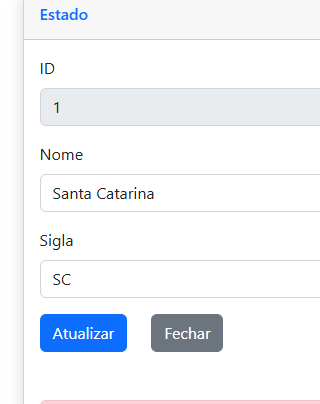 Estado
ID
1
Nome
Santa Catarina
Sigla
SC
Atualizar Fechar